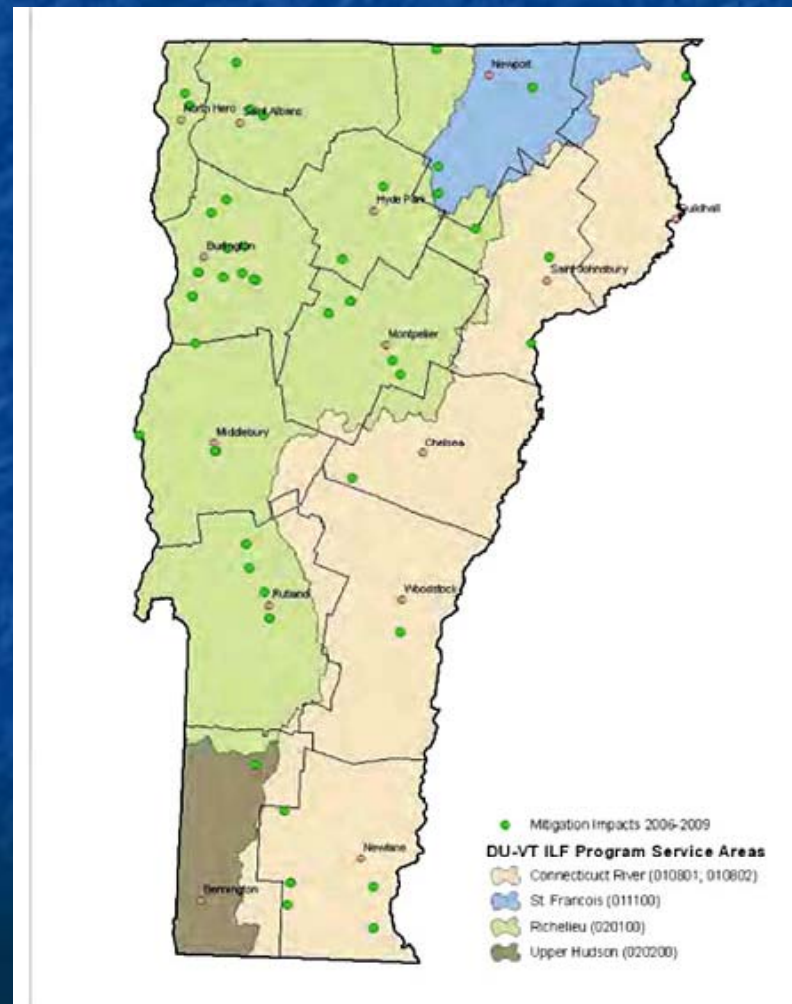 Newport
North Hero
Saint Albans
Hyde Park
Guildhall
Burlington
Saint Johnsbury
Montpelier
Middlebury
Chelsea
Rutland
Woodstock
Newfane
Bennington
Mitigation Impacts 2006-2009
DU-VT ILF Program Service Areas
Connecticuct River (010801, 010802)
St. Francois (011100)
Richelieu (020100)
Upper Hudson (020200)